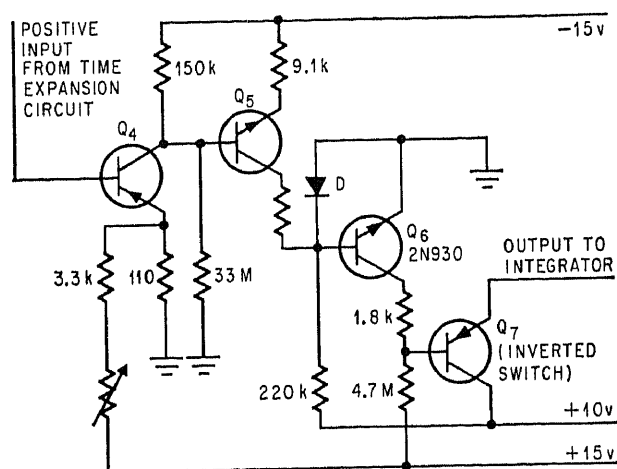 POSITIVE
INPUT
FROM TIME
EXPANSION
CIRCUIT
−15v
150k
9.1k
Q5
Q4
D
Q6
2N930
OUTPUT TO
INTEGRATOR
3.3k
110
33 M
1.8k
Q7
(INVERTED
SWITCH)
220k
4.7M
+10v
+15v